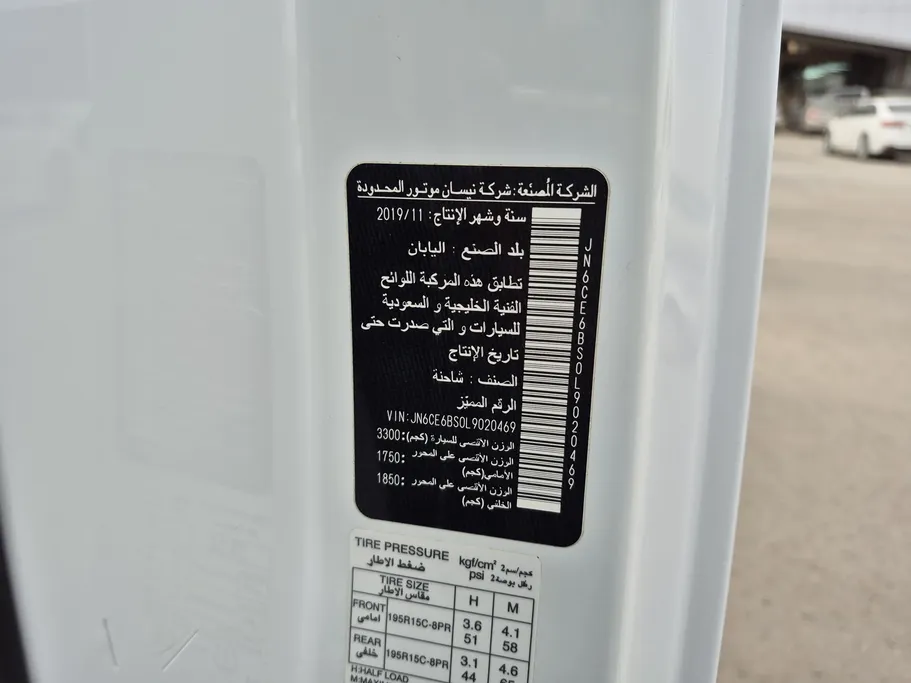 الشركة المُصنّعة: شركة نيسان موتور المحدودة
سنة وشهر الإنتاج: 2019/11
بلد الصنع : اليابان
تطابق هذه المركبة اللوائح
الفنية الخليجية و السعودية
للسيارات و التي صدرت حتى
تاريخ الإنتاج
الصنف : شاحنة
الرقم المميّز
VIN:JN6CE6BS0L9020469
الوزن الأقصى للسيارة (كجم):3300
الوزن الأقصى على المحور :1750
الأمامي(كجم)
الوزن الأقصى على المحور :1850
الخلفي (كجم)
JN6CE6BS0L9020469
TIRE PRESSURE kgf/cm² كجم/سم2
ضغط الاطار psi رطل/بوصة2
TIRE SIZE H M
مقاس الإطار
FRONT 195R15C-8PR 3.6 4.1
امامي 51 58
REAR 195R15C-8PR 3.1 4.6
خلفي 44
H:HALF LOAD